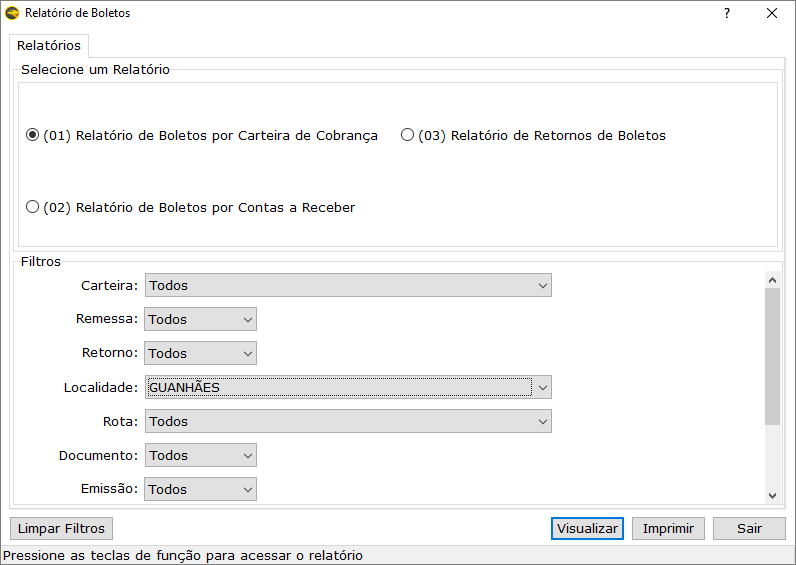 Relatório de Boletos
?
Relatórios
Selecione um Relatório
(01) Relatório de Boletos por Carteira de Cobrança
(03) Relatório de Retornos de Boletos
(02) Relatório de Boletos por Contas a Receber
Filtros
Carteira: Todos
Remessa: Todos
Retorno: Todos
Localidade: GUANHÃES
Rota: Todos
Documento: Todos
Emissão: Todos
Limpar Filtros Visualizar Imprimir Sair
Pressione as teclas de função para acessar o relatório